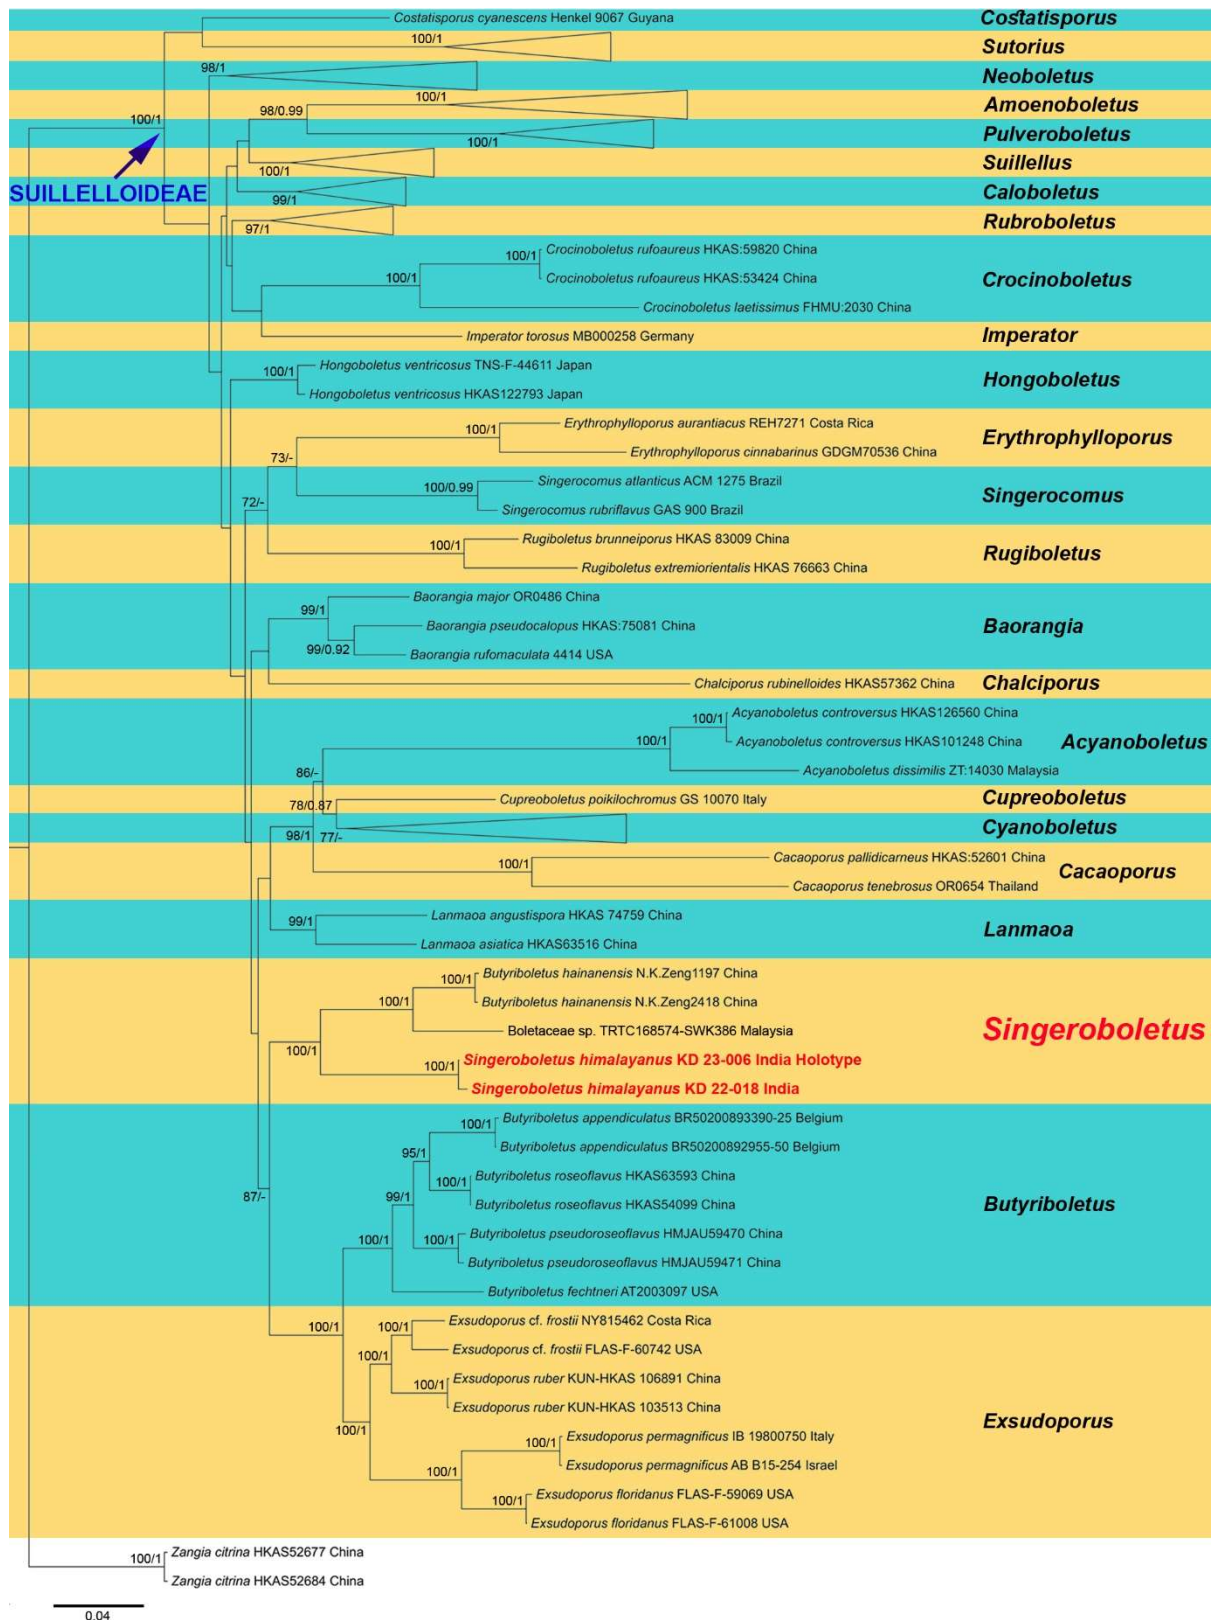 Costatisporus cyanescens Henkel 9067 Guyana
Costatisporus
100/1
Sutorius
98/1
Neoboletus
100/1
98/0.99
Amoenoboletus
100/1
100/1
Pulveroboletus
100/1
Suillellus
SUILLELLOIDEAE
99/1
Caloboletus
97/1
Rubroboletus
Crocinoboletus rufoaureus HKAS:59820 China
100/1
100/1
Crocinoboletus rufoaureus HKAS:53424 China
Crocinoboletus
Crocinoboletus laetissimus FHMU:2030 China
Imperator torosus MB000258 Germany
Imperator
Hongoboletus ventricosus TNS-F-44611 Japan
100/1
Hongoboletus
Hongoboletus ventricosus HKAS122793 Japan
Erythrophylloporus aurantiacus REH7271 Costa Rica
100/1
Erythrophylloporus
Erythrophylloporus cinnabarinus GDGM70536 China
73/-
Singerocomus atlanticus ACM 1275 Brazil
100/0.99
Singerocomus
72/-
Singerocomus rubriflavus GAS 900 Brazil
Rugiboletus brunneiporus HKAS 83009 China
100/1
Rugiboletus
Rugiboletus extremiorientalis HKAS 76663 China
Baorangia major OR0486 China
99/1
Baorangia pseudocalopus HKAS:75081 China
Baorangia
99/0.92
Baorangia rufomaculata 4414 USA
Chalciporus rubinelloides HKAS57362 China
Chalciporus
Acyanoboletus controversus HKAS126560 China
100/1
100/1
Acyanoboletus controversus HKAS101248 China
Acyanoboletus
Acyanoboletus dissimilis ZT:14030 Malaysia
86/-
Cupreoboletus poikilochromus GS 10070 Italy
Cupreoboletus
78/0.87
98/1
77/-
Cyanoboletus
Cacaoporus pallidicarneus HKAS:52601 China
100/1
Cacaoporus
Cacaoporus tenebrosus OR0654 Thailand
Lanmaoa angustispora HKAS 74759 China
99/1
Lanmaoa
Lanmaoa asiatica HKAS63516 China
Butyriboletus hainanensis N.K.Zeng1197 China
100/1
100/1
Butyriboletus hainanensis N.K.Zeng2418 China
Boletaceae sp. TRTC168574-SWK386 Malaysia
Singeroboletus
100/1
Singeroboletus himalayanus KD 23-006 India Holotype
100/1
Singeroboletus himalayanus KD 22-018 India
Butyriboletus appendiculatus BR50200893390-25 Belgium
100/1
Butyriboletus appendiculatus BR50200892955-50 Belgium
95/1
Butyriboletus roseoflavus HKAS63593 China
100/1
99/1
87/-
Butyriboletus roseoflavus HKAS54099 China
Butyriboletus
Butyriboletus pseudoroseoflavus HMJAU59470 China
100/1
100/1
Butyriboletus pseudoroseoflavus HMJAU59471 China
Butyriboletus fechtneri AT2003097 USA
Exsudoporus cf. frostii NY815462 Costa Rica
100/1
100/1
Exsudoporus cf. frostii FLAS-F-60742 USA
100/1
Exsudoporus ruber KUN-HKAS 106891 China
100/1
Exsudoporus ruber KUN-HKAS 103513 China
Exsudoporus
100/1
Exsudoporus permagnificus IB 19800750 Italy
100/1
Exsudoporus permagnificus AB B15-254 Israel
100/1
Exsudoporus floridanus FLAS-F-59069 USA
100/1
Exsudoporus floridanus FLAS-F-61008 USA
Zangia citrina HKAS52677 China
100/1
Zangia citrina HKAS52684 China
0.04